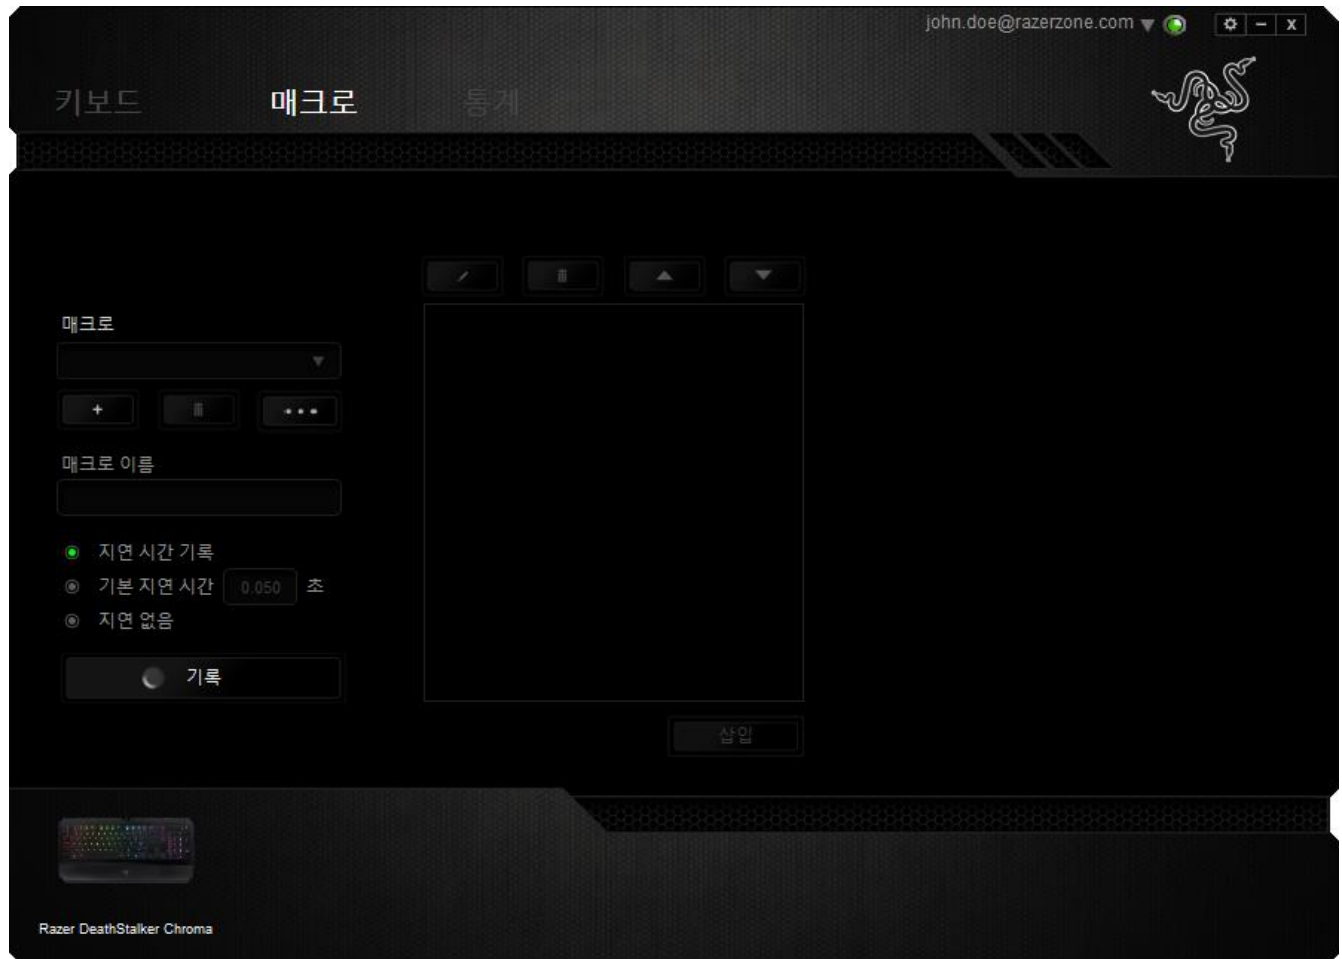 john.doe@razerzone.com
키보드 매크로 통계
매크로
매크로 이름
지연 시간 기록
기본 지연 시간 0.050 초
지연 없음
기록
삽입
Razer DeathStalker Chroma